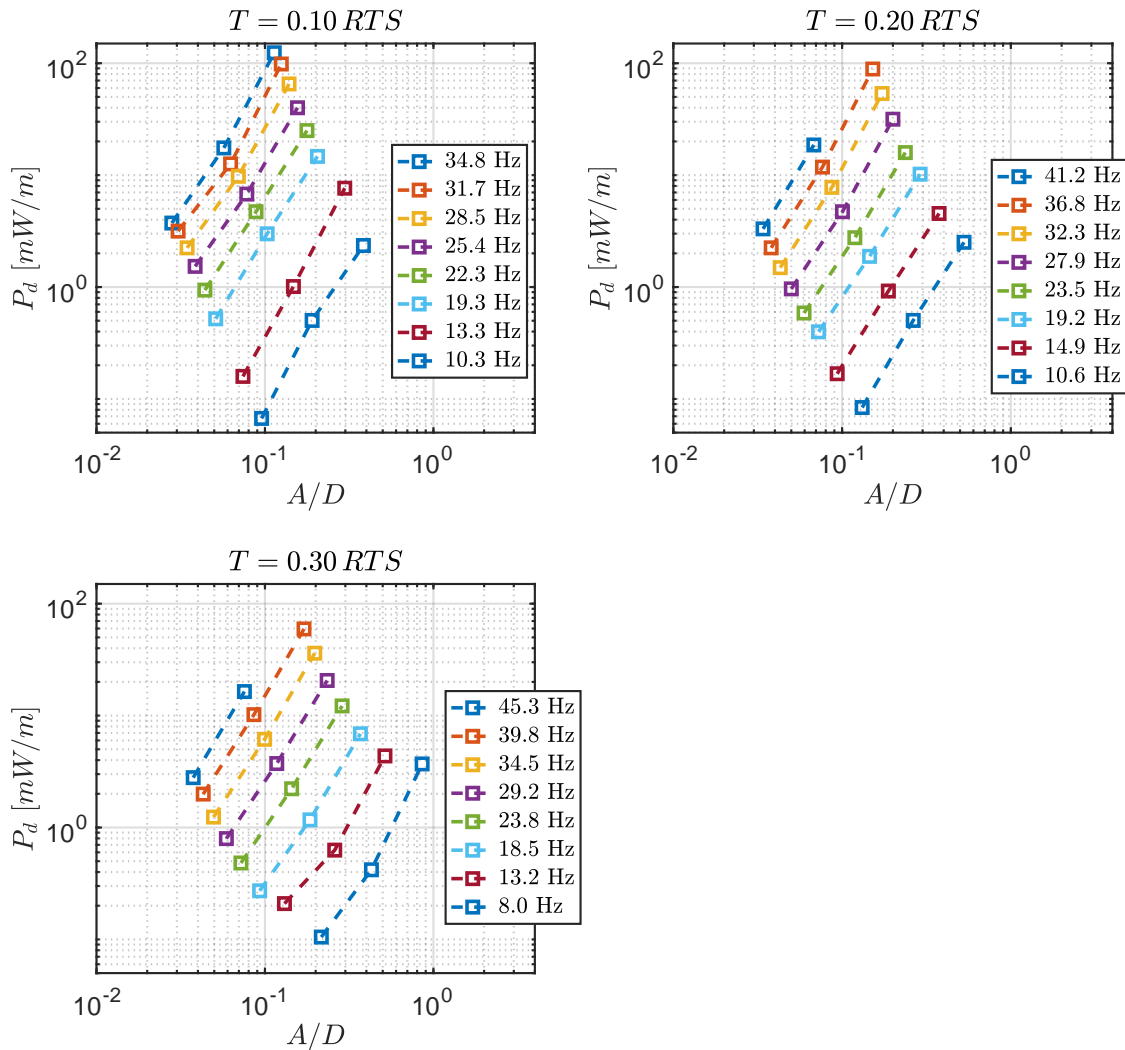 T = 0.10 RTS
P_d [mW/m]
10^2
10^0
34.8 Hz
31.7 Hz
28.5 Hz
25.4 Hz
22.3 Hz
19.3 Hz
13.3 Hz
10.3 Hz
10^-2
10^-1
10^0
A/D
T = 0.20 RTS
P_d [mW/m]
10^2
10^0
41.2 Hz
36.8 Hz
32.3 Hz
27.9 Hz
23.5 Hz
19.2 Hz
14.9 Hz
10.6 Hz
10^-2
10^-1
10^0
A/D
T = 0.30 RTS
P_d [mW/m]
10^2
10^0
45.3 Hz
39.8 Hz
34.5 Hz
29.2 Hz
23.8 Hz
18.5 Hz
13.2 Hz
8.0 Hz
10^-2
10^-1
10^0
A/D